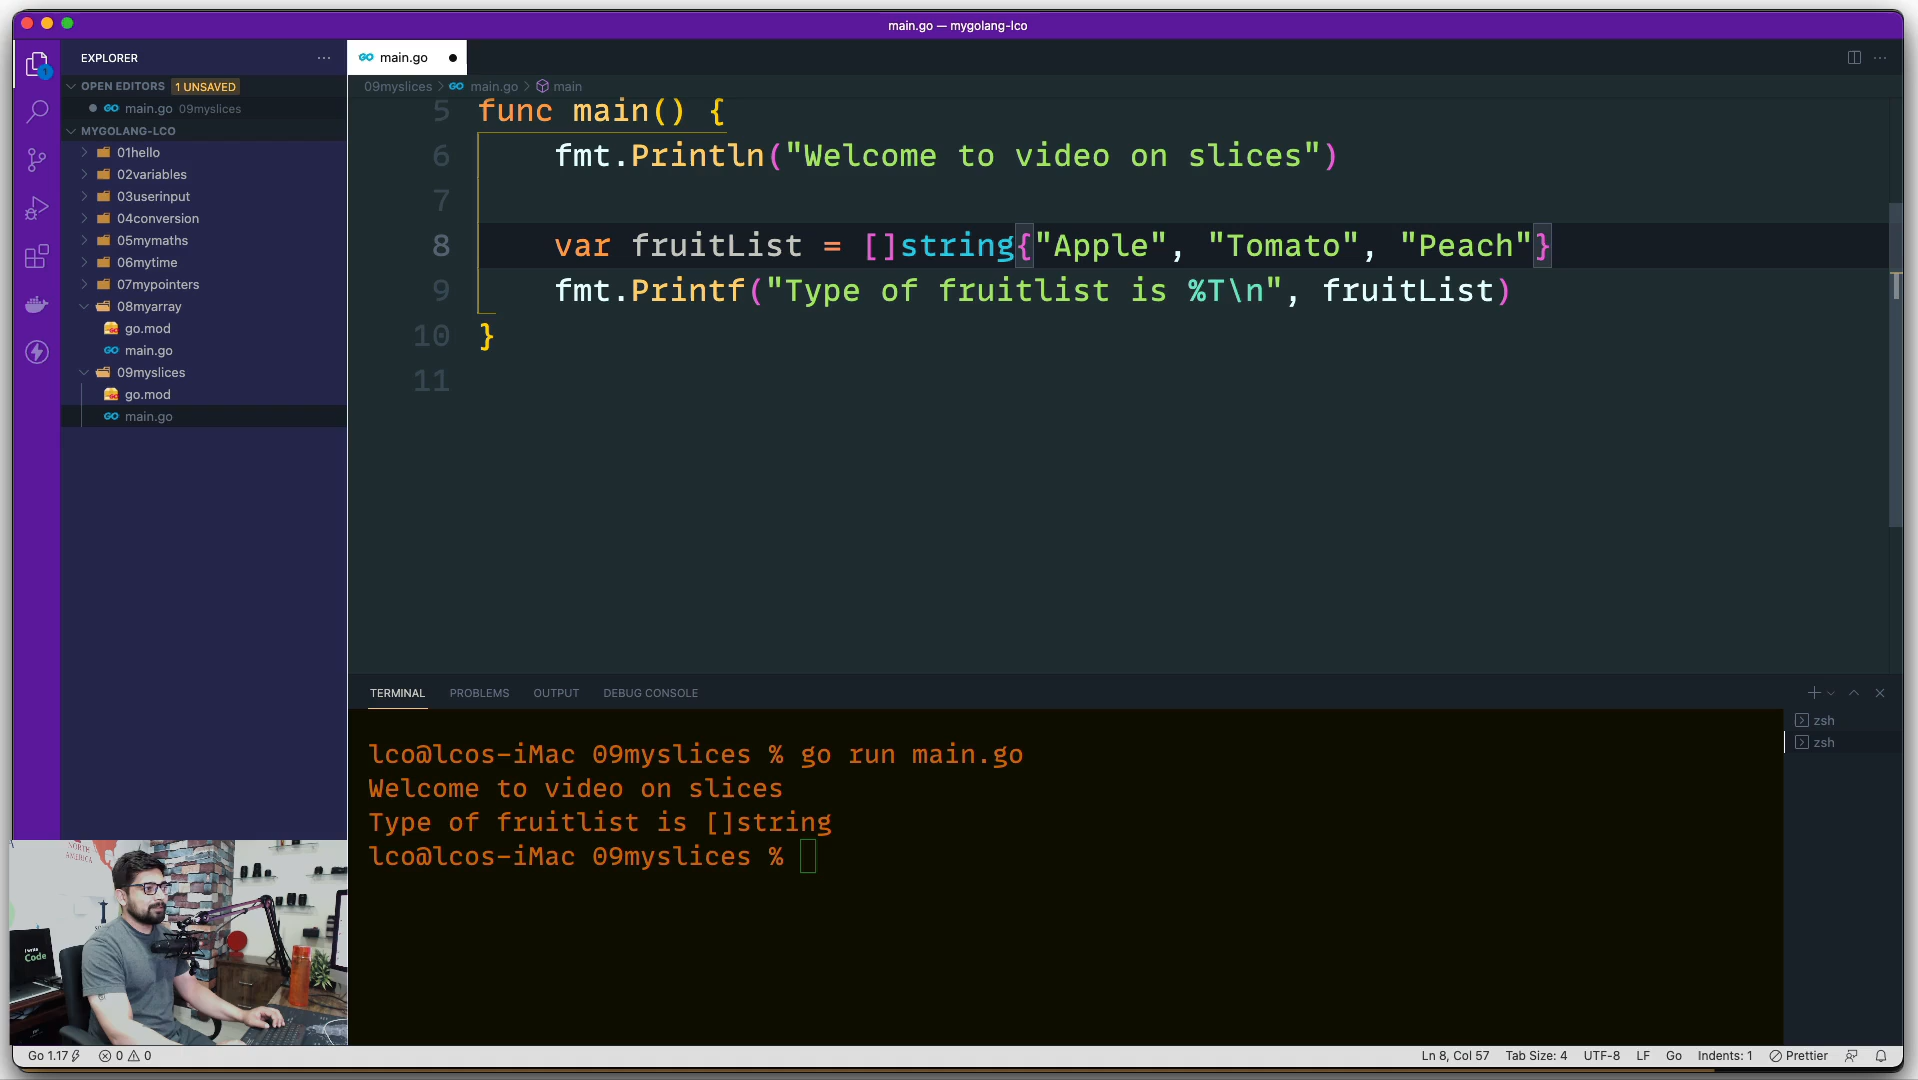 main.go — mygolang-lco
EXPLORER
main.go
OPEN EDITORS 1 UNSAVED
09myslices > main.go > main
main.go 09myslices
MYGOLANG-LCO
01hello
02variables
03userinput
04conversion
05mymaths
06mytime
07mypointers
08myarray
go.mod
main.go
09myslices
go.mod
main.go
5 func main() {
6 fmt.Println("Welcome to video on slices")
7
8 var fruitList = []string{"Apple", "Tomato", "Peach"}
9 fmt.Printf("Type of fruitlist is %T\n", fruitList)
10 }
11
TERMINAL PROBLEMS OUTPUT DEBUG CONSOLE
zsh
zsh
lco@lcos-iMac 09myslices % go run main.go
Welcome to video on slices
Type of fruitlist is []string
lco@lcos-iMac 09myslices %
NORTH
AMERICA
I write
Code
Go 1.17 0 0 Ln 8, Col 57 Tab Size: 4 UTF-8 LF Go Indents: 1 Prettier